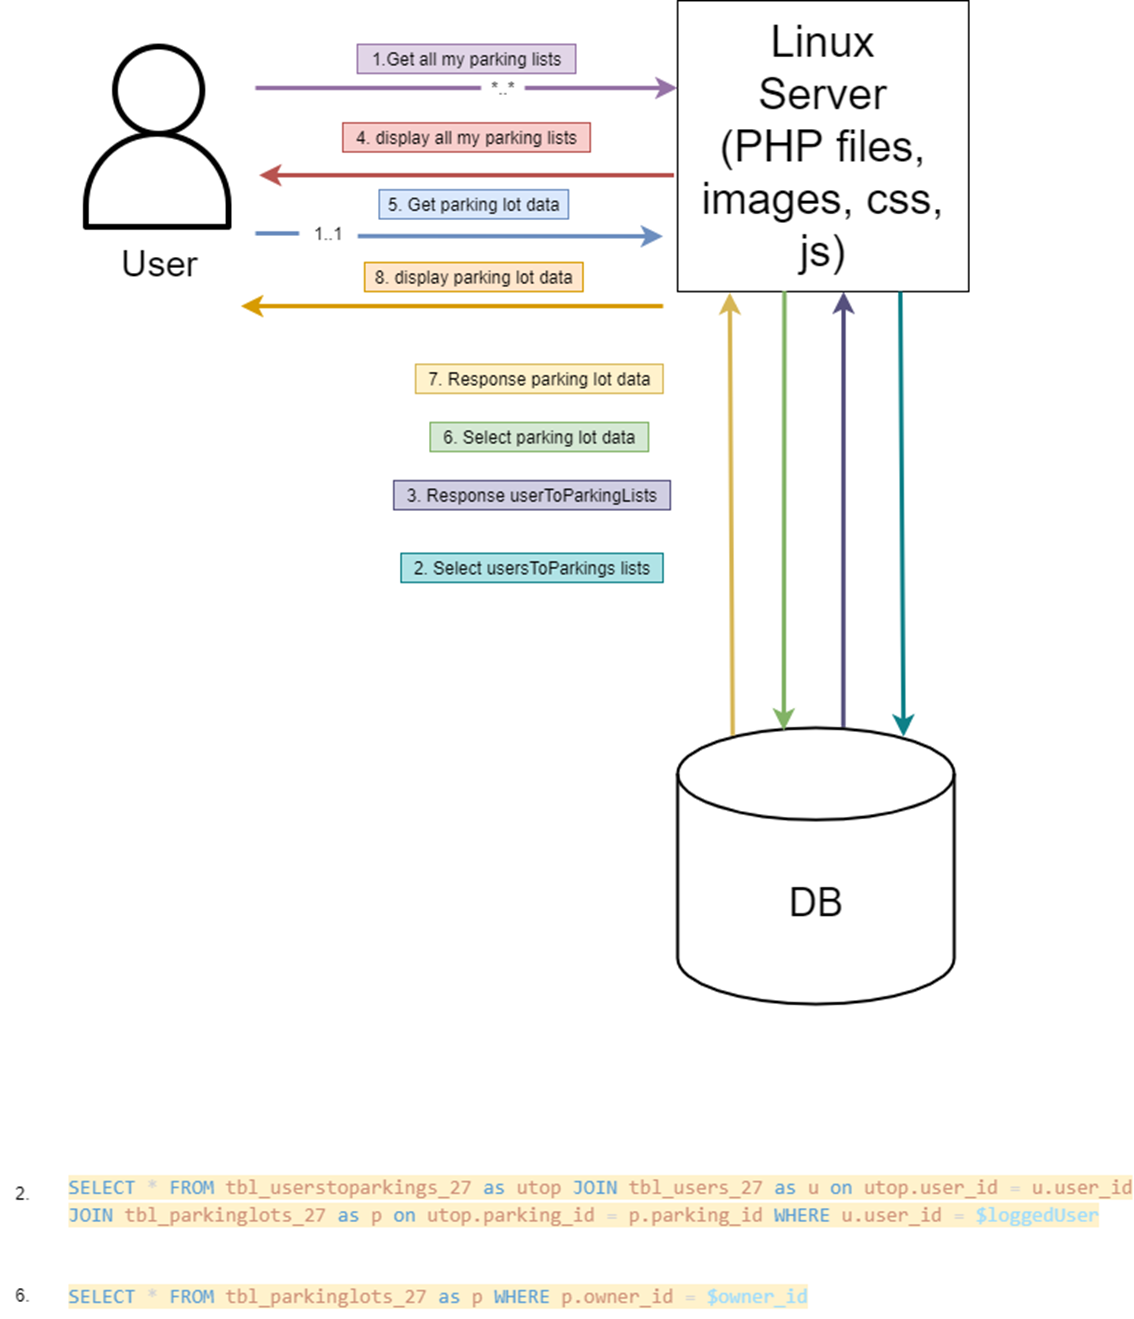 1.Get all my parking lists
*..*
4. display all my parking lists
5. Get parking lot data
1..1
8. display parking lot data
User
Linux
Server
(PHP files,
images, css,
js)
7. Response parking lot data
6. Select parking lot data
3. Response userToParkingLists
2. Select usersToParkings lists
DB
2. SELECT * FROM tbl_userstoparkings_27 as utop JOIN tbl_users_27 as u on utop.user_id = u.user_id
JOIN tbl_parkinglots_27 as p on utop.parking_id = p.parking_id WHERE u.user_id = $loggedUser
6. SELECT * FROM tbl_parkinglots_27 as p WHERE p.owner_id = $owner_id